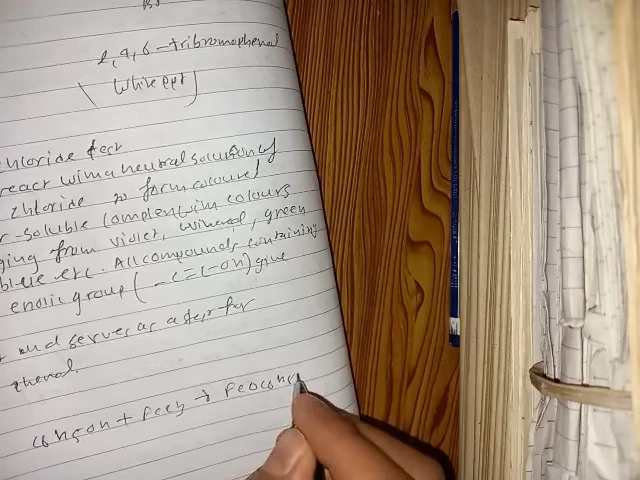 2,4,6-tribromophenol
(White ppt)
chloride test
react with a neutral solution of
chloride to form coloured
-soluble complex with colours
ging from violet, wine red, green
blue etc. All compounds containing
enolic group (-C=C-OH) give
and serves as a test for
phenol.
C6H5OH + FeCl3 →